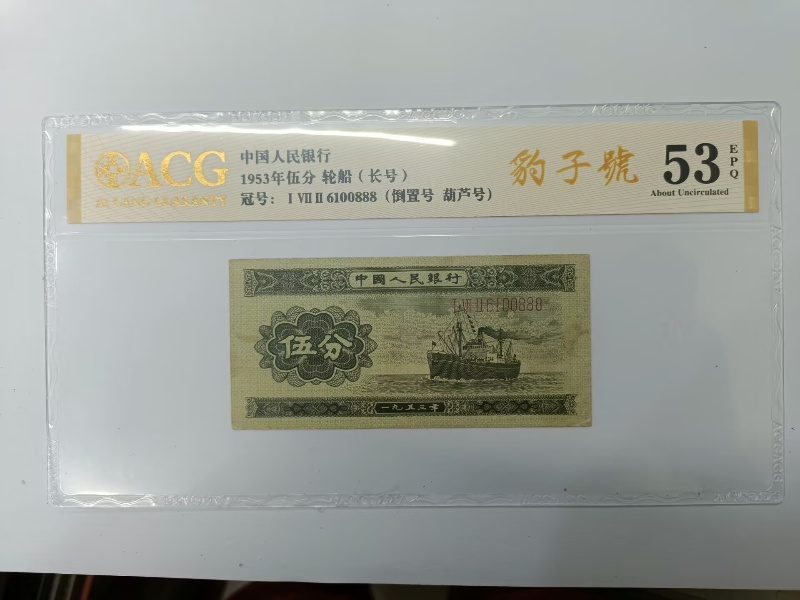 ACG
中国人民银行
1953年伍分 轮船（长号）
冠号： I VII II 6100888（倒置号 葫芦号）
豹子號
53
EPQ
About Uncirculated
中國人民銀行
I VII II 6100888
伍分
一九五三年